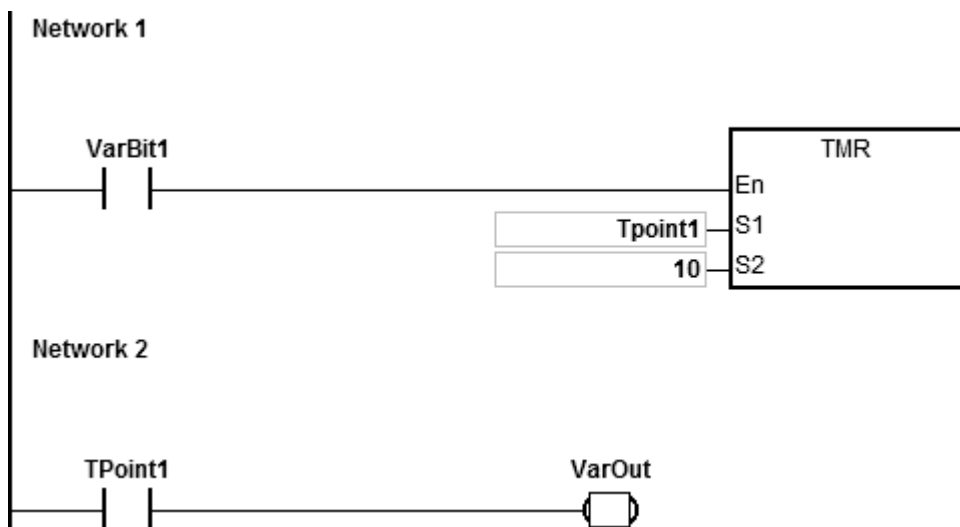 Network 1
VarBit1
TMR
En
Tpoint1 S1
10 S2
Network 2
TPoint1 VarOut